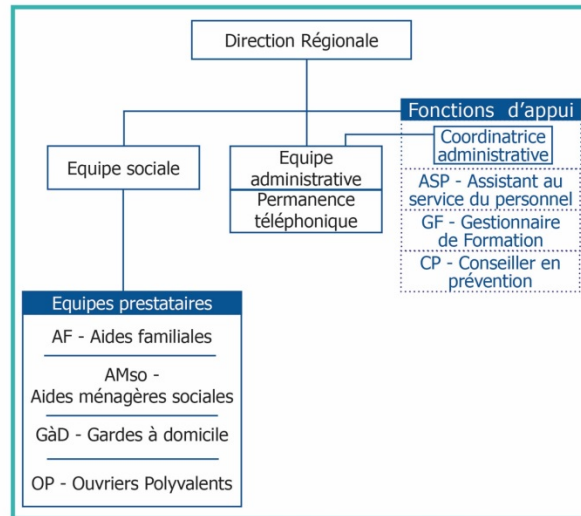 Direction Régionale
Fonctions d'appui
Coordinatrice
administrative
ASP - Assistant au
service du personnel
GF - Gestionnaire
de Formation
CP - Conseiller en
prévention
Equipe sociale
Equipe
administrative
Permanence
téléphonique
Equipes prestataires
AF - Aides familiales
AMso -
Aides ménagères sociales
GàD - Gardes à domicile
OP - Ouvriers Polyvalents